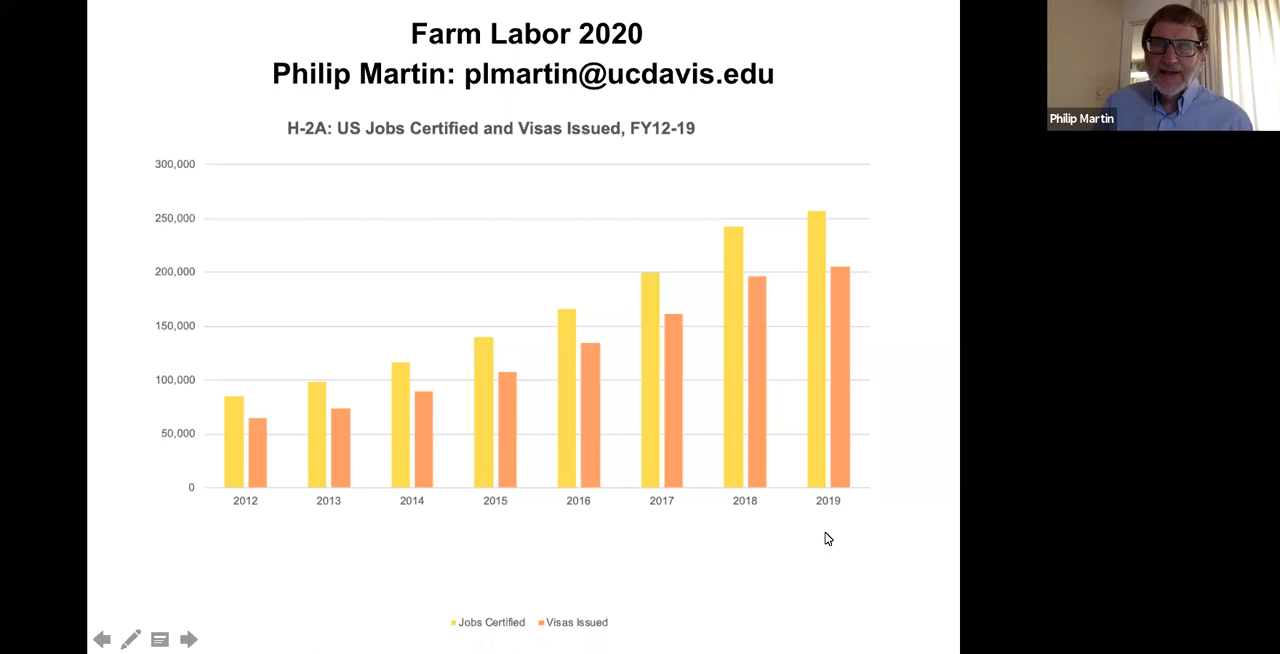 Farm Labor 2020
Philip Martin: plmartin@ucdavis.edu
H-2A: US Jobs Certified and Visas Issued, FY12-19
300,000
250,000
200,000
150,000
100,000
50,000
0
2012 2013 2014 2015 2016 2017 2018 2019
Jobs Certified Visas Issued
Philip Martin